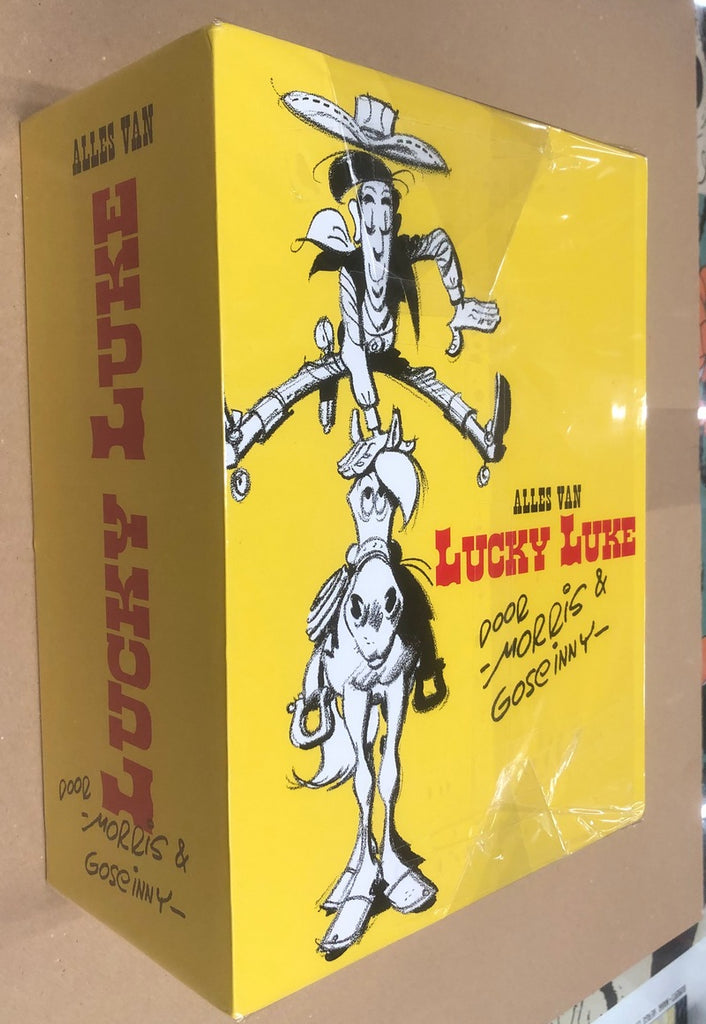 ALLES VAN
LUCKY LUKE
DOOR
-MORRIS &
GOSCINNY-
ALLES VAN
LUCKY LUKE
DOOR
-MORRIS &
GOSCINNY-